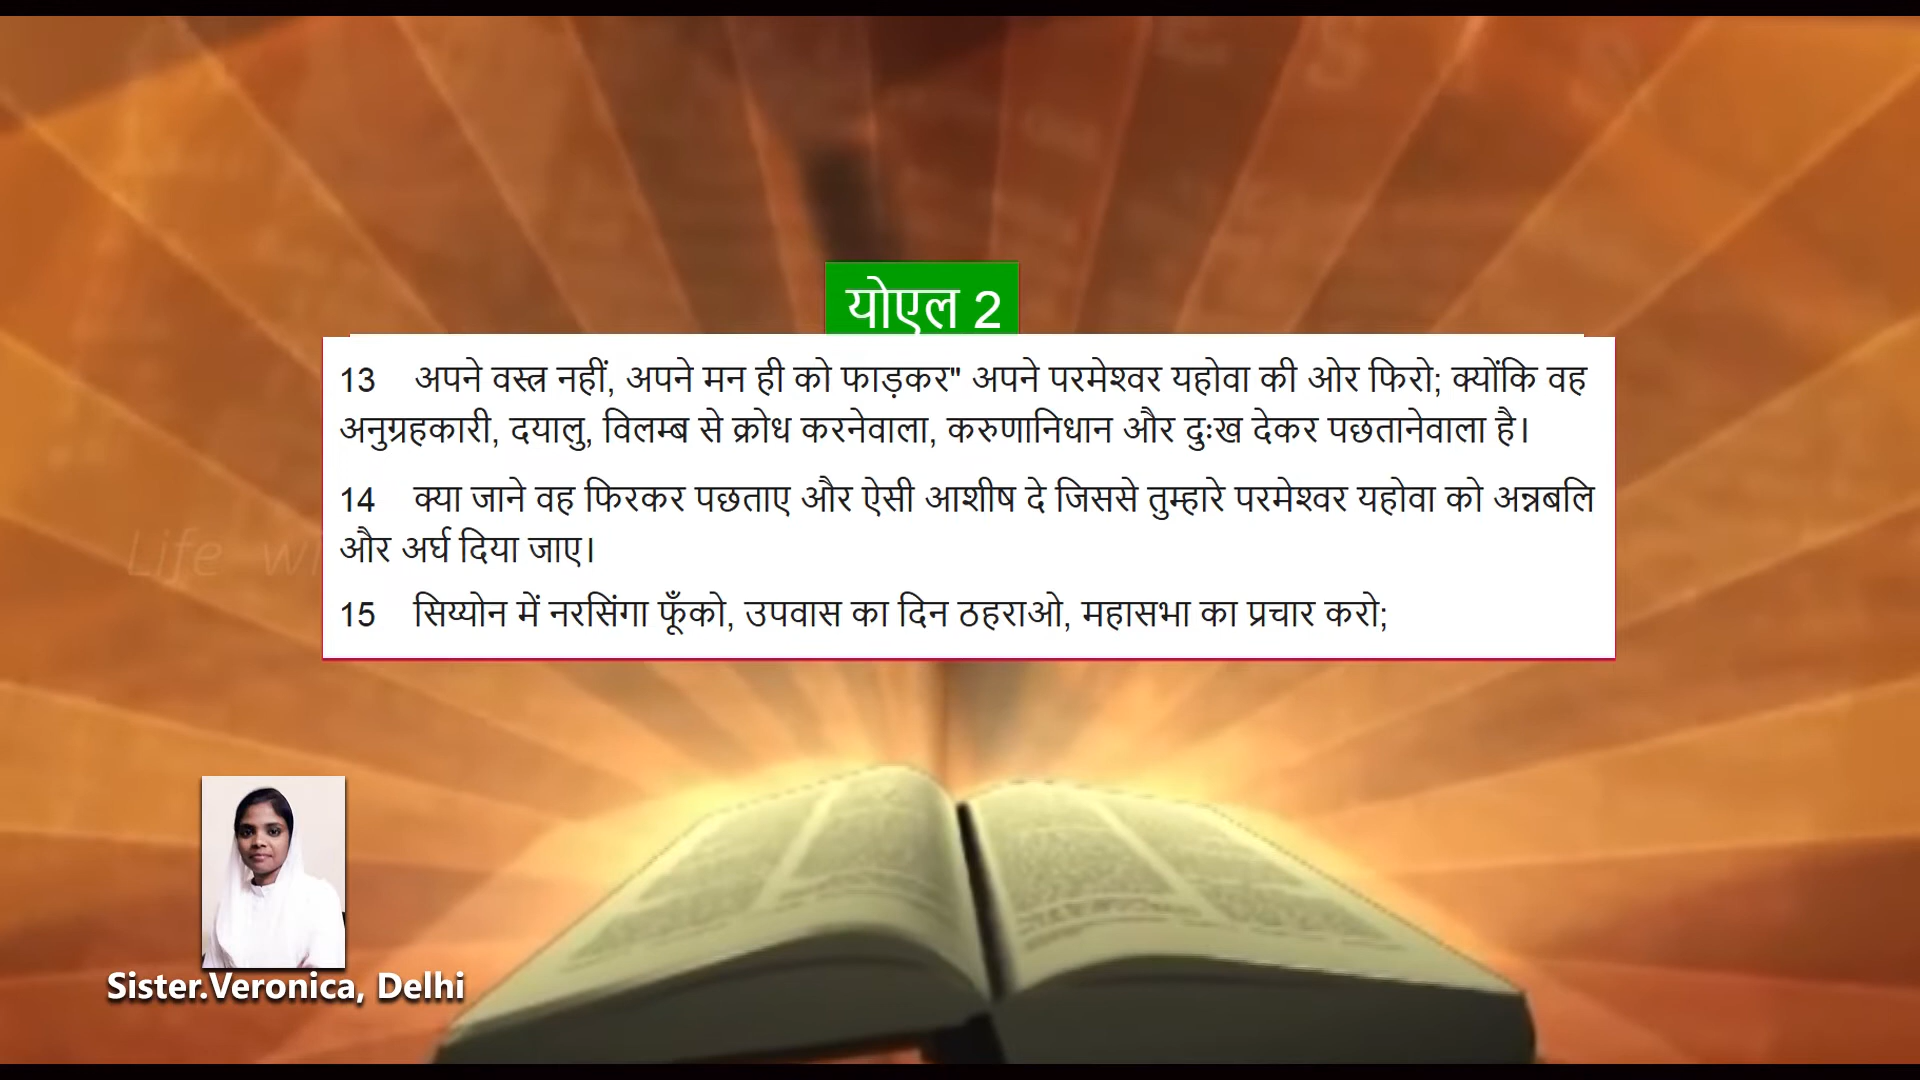 योएल 2
13 अपने वस्त्र नहीं, अपने मन ही को फाड़कर" अपने परमेश्‍वर यहोवा की ओर फिरो; क्योंकि वह
अनुग्रहकारी, दयालु, विलम्ब से क्रोध करनेवाला, करुणानिधान और दुःख देकर पछतानेवाला है।
14 क्या जाने वह फिरकर पछताए और ऐसी आशीष दे जिससे तुम्हारे परमेश्‍वर यहोवा को अन्नबलि
और अर्घ दिया जाए।
Life
15 सिय्योन में नरसिंगा फूँको, उपवास का दिन ठहराओ, महासभा का प्रचार करो;
Sister.Veronica, Delhi